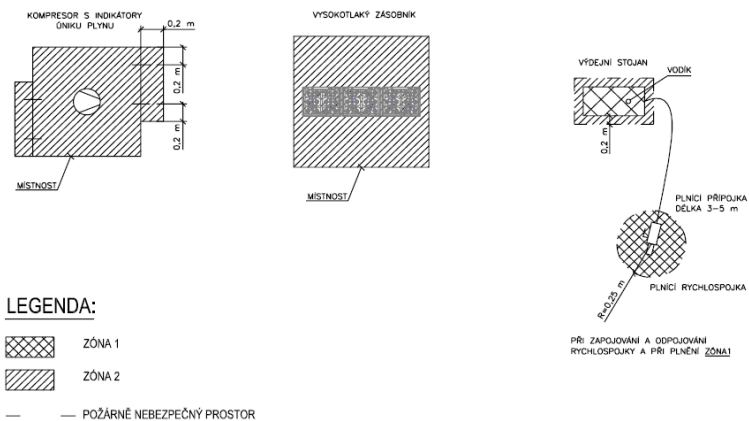 KOMPRESOR S INDIKÁTORY
ÚNIKU PLYNU
0,2 m
0,2 m
0,2 m
MÍSTNOST
VYSOKOTLAKÝ ZÁSOBNÍK
MÍSTNOST
VÝDEJNÍ STOJAN
VODÍK
0,2 m
PLNÍCÍ PŘÍPOJKA
DÉLKA 3-5 m
PLNÍCÍ RYCHLOSPOJKA
R=0,25 m
PŘI ZAPOJOVÁNÍ A ODPOJOVÁNÍ
RYCHLOSPOJKY A PŘI PLNĚNÍ ZÓNA1
LEGENDA:
ZÓNA 1
ZÓNA 2
POŽÁRNĚ NEBEZPEČNÝ PROSTOR